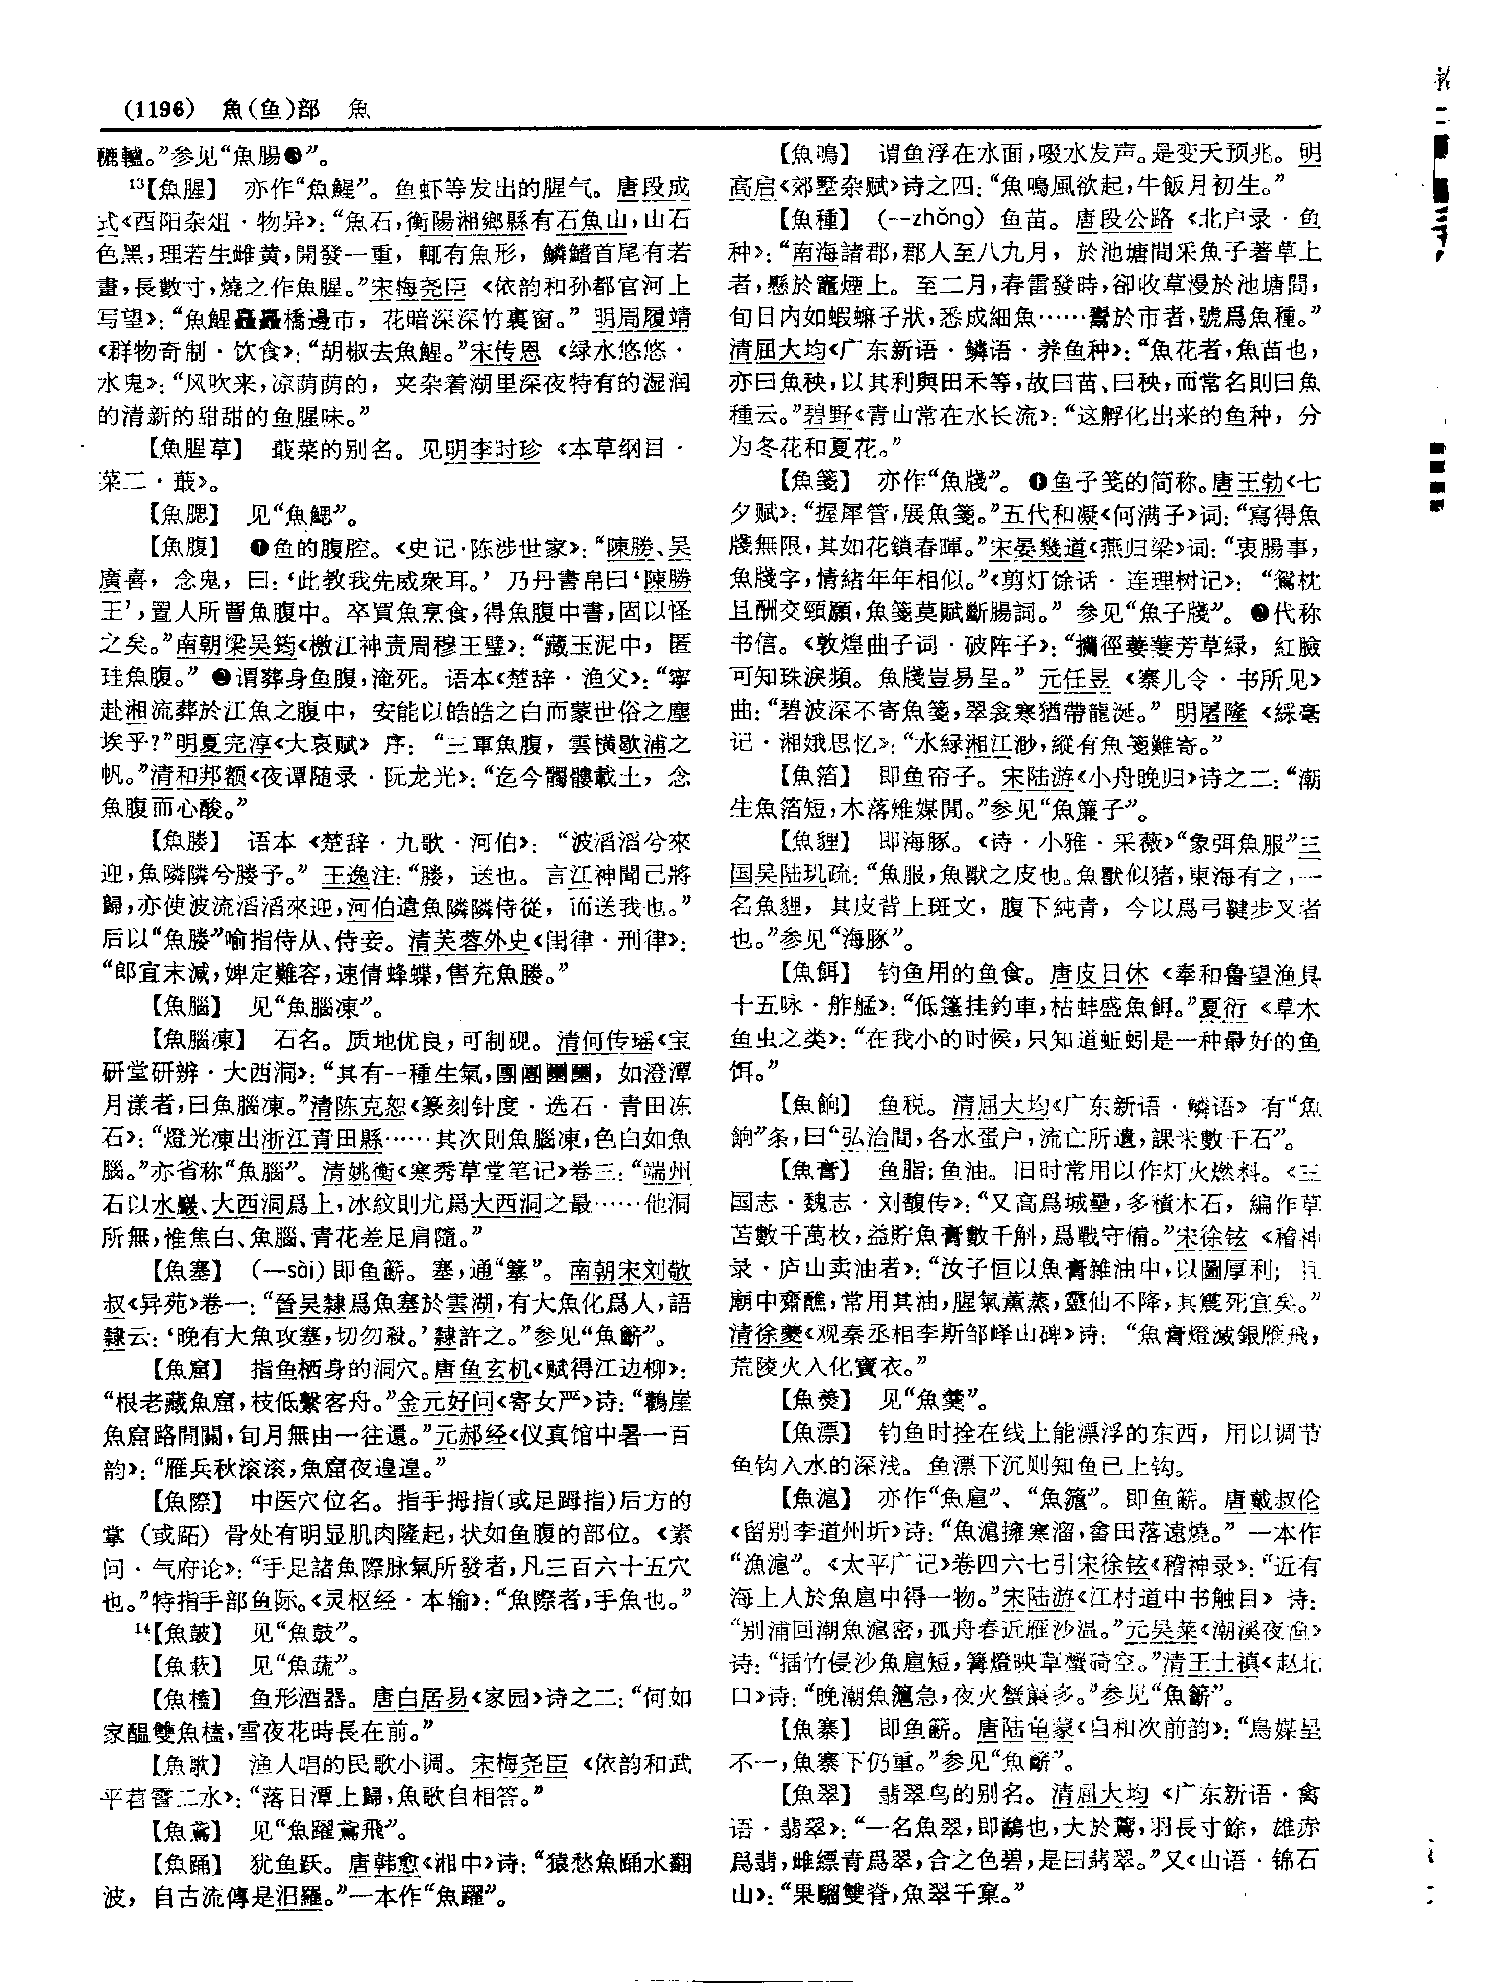 (1196) 魚(鱼)部 魚
轆轤。”参见“魚腸❸”。
¹³【魚腥】 亦作“魚鯹”。鱼虾等发出的腥气。唐段成
式《酉阳杂俎·物异》：“魚石，衡陽湘鄉縣有石魚山，山石
色黑，理若生雌黄，開發一重，輒有魚形，鱗鰭首尾有若
畫，長數寸，燒之作魚腥。”宋梅尧臣《依韵和孙都官河上
写望》：“魚鯹矗矗橋邊市，花暗深深竹裏窗。”明周履靖
《群物奇制·饮食》：“胡椒去魚鯹。”宋传恩《绿水悠悠·
水鬼》：“风吹来，凉荫荫的，夹杂着湖里深夜特有的湿润
的清新的甜甜的鱼腥味。”
【魚腥草】 蕺菜的别名。见明李时珍《本草纲目·
菜二·蕺》。
【魚腮】 见“魚鰓”。
【魚腹】 ❶鱼的腹腔。《史记·陈涉世家》：“陳勝、吴
廣喜，念鬼，曰：‘此教我先威衆耳。’乃丹書帛曰‘陳勝
王’，置人所罾魚腹中。卒買魚烹食，得魚腹中書，固以怪
之矣。”南朝梁吴筠《檄江神责周穆王璧》：“藏玉泥中，匿
珪魚腹。”❷谓葬身鱼腹，淹死。语本《楚辞·渔父》：“寧
赴湘流葬於江魚之腹中，安能以皓皓之白而蒙世俗之塵
埃乎?”明夏完淳《大哀赋》序：“三軍魚腹，雲横歇浦之
帆。”清和邦额《夜谭随录·阮龙光》：“迄今髑髏載土，念
魚腹而心酸。”
【魚媵】 语本《楚辞·九歌·河伯》：“波滔滔兮來
迎，魚隣隣兮媵予。”王逸注：“媵，送也。言江神聞己將
歸，亦使波流滔滔來迎，河伯遣魚隣隣侍從，而送我也。”
后以“魚媵”喻指侍从、侍妾。清芙蓉外史《闺律·刑律》：
“郎宜末減，婢定難容，速倩蜂蝶，售充魚媵。”
【魚腦】 见“魚腦凍”。
【魚腦凍】 石名。质地优良，可制砚。清何传瑶《宝
研堂研辨·大西洞》：“其有一種生氣，團團圞圞，如澄潭
月漾者，曰魚腦凍。”清陈克恕《篆刻针度·选石·青田冻
石》：“燈光凍出浙江青田縣……其次則魚腦凍，色白如魚
腦。”亦省称“魚腦”。清姚衡《寒秀草堂笔记》卷三：“端州
石以水巖、大西洞爲上，冰紋則尤爲大西洞之最……他洞
所無，惟焦白、魚腦、青花差足肩隨。”
【魚塞】 (—sài)即鱼簖。塞，通“簺”。南朝宋刘敬
叔《异苑》卷一：“晉吴隸爲魚塞於雲湖，有大魚化爲人，語
隸云：‘晚有大魚攻塞，切勿殺。’隸許之。”参见“魚籪”。
【魚窟】 指鱼栖身的洞穴。唐鱼玄机《赋得江边柳》：
“根老藏魚窟，枝低繫客舟。”金元好问《寄女严》诗：“鸛崖
魚窟路間關，旬月無由一往還。”元郝经《仪真馆中暑一百
韵》：“雁兵秋滚滚，魚窟夜遑遑。”
【魚際】 中医穴位名。指手拇指(或足踇指)后方的
掌(或跖)骨处有明显肌肉隆起，状如鱼腹的部位。《素
问·气府论》：“手足諸魚際脉氣所發者，凡三百六十五穴
也。”特指手部鱼际。《灵枢经·本输》：“魚際者，手魚也。”
¹⁴【魚皷】 见“魚鼓”。
【魚蔌】 见“魚蔬”。
【魚榼】 鱼形酒器。唐白居易《家园》诗之二：“何如
家醖雙魚榼，雪夜花時長在前。”
【魚歌】 渔人唱的民歌小调。宋梅尧臣《依韵和武
平苕霅二水》：“落日潭上歸，魚歌自相答。”
【魚鳶】 见“魚躍鳶飛”。
【魚踊】 犹鱼跃。唐韩愈《湘中》诗：“猿愁魚踊水翻
波，自古流傳是汨羅。”一本作“魚躍”。
【魚鳴】 谓鱼浮在水面，啜水发声。是变天预兆。明
高启《郊墅杂赋》诗之四：“魚鳴風欲起，牛飯月初生。”
【魚種】 (--zhǒng) 鱼苗。唐段公路《北户录·鱼
种》：“南海諸郡，郡人至八九月，於池塘間采魚子著草上
者，懸於竈煙上。至二月，春雷發時，卻收草漫於池塘間，
旬日内如蝦蟆子狀，悉成細魚……鬻於市者，號爲魚種。”
清屈大均《广东新语·鳞语·养鱼种》：“魚花者，魚苗也，
亦曰魚秧，以其利與田禾等，故曰苗、曰秧，而常名則曰魚
種云。”碧野《青山常在水长流》：“这孵化出来的鱼种，分
为冬花和夏花。”
【魚箋】 亦作“魚牋”。❶鱼子笺的简称。唐王勃《七
夕赋》：“握犀管，展魚箋。”五代和凝《何满子》词：“寫得魚
牋無限，其如花鎖春暉。”宋晏幾道《燕归梁》词：“衷腸事，
魚牋字，情緒年年相似。”《剪灯馀话·连理树记》：“鴛枕
且酬交頸願，魚箋莫賦斷腸詞。”参见“魚子牋”。❷代称
书信。《敦煌曲子词·破阵子》：“攔徑萋萋芳草緑，紅臉
可知珠淚頻。魚牋豈易呈。”元任昱《寨儿令·书所见》
曲：“碧波深不寄魚箋，翠衾寒猶帶龍涎。”明屠隆《綵毫
记·湘娥思忆》：“水緑湘江渺，縱有魚箋難寄。”
【魚箔】 即鱼帘子。宋陆游《小舟晚归》诗之二：“潮
生魚箔短，木落雉媒閒。”参见“魚簾子”。
【魚貍】 即海豚。《诗·小雅·采薇》“象弭魚服”三
国吴陆玑疏：“魚服，魚獸之皮也。魚獸似猪，東海有之，一
名魚貍，其皮背上斑文，腹下純青，今以爲弓鞬步叉者
也。”参见“海豚”。
【魚餌】 钓鱼用的鱼食。唐皮日休《奉和鲁望渔具
十五咏·舴艋》：“低篷挂釣車，枯蚌盛魚餌。”夏衍《草木
鱼虫之类》：“在我小的时候，只知道蚯蚓是一种最好的鱼
饵。”
【魚餉】 鱼税。清屈大均《广东新语·鳞语》有“魚
餉”条，曰“弘治間，各水蛋户，流亡所遺，課米數千石”。
【魚膏】 鱼脂；鱼油。旧时常用以作灯火燃料。《三
国志·魏志·刘馥传》：“又高爲城壘，多積木石，編作草
苫數千萬枚，益貯魚膏數千斛，爲戰守備。”宋徐铉《稽神
录·庐山卖油者》：“汝子恒以魚膏雜油中，以圖厚利；且
廟中齋醮，常用其油，腥氣薰蒸，靈仙不降，其震死宜矣。”
清徐夔《观秦丞相李斯邹峄山碑》诗：“魚膏燈滅銀雁飛，
荒陵火入化寶衣。”
【魚䔵】 见“魚羹”。
【魚漂】 钓鱼时拴在线上能漂浮的东西，用以调节
鱼钩入水的深浅。鱼漂下沉则知鱼已上钩。
【魚滬】 亦作“魚扈”、“魚簄”。即鱼簖。唐戴叔伦
《留别李道州圻》诗：“魚滬擁寒溜，畬田落遠燒。”一本作
“漁滬”。《太平广记》卷四六七引宋徐铉《稽神录》：“近有
海上人於魚扈中得一物。”宋陆游《江村道中书触目》诗：
“别浦回潮魚滬密，孤舟春近雁沙温。”元吴莱《潮溪夜渔》
诗：“插竹侵沙魚扈短，篝燈映草蟹碕空。”清王士禛《赵北
口》诗：“晚潮魚簄急，夜火蟹籪多。”参见“魚籪”。
【魚寨】 即鱼簖。唐陆龟蒙《自和次前韵》：“鳥媒呈
不一，魚寨下仍重。”参见“魚籪”。
【魚翠】 翡翠鸟的别名。清屈大均《广东新语·禽
语·翡翠》：“一名魚翠，即鷸也，大於燕，羽長寸餘，雄赤
爲翡，雌縹青爲翠，合之色碧，是曰翡翠。”又《山语·锦石
山》：“果騮雙脊，魚翠千窠。”